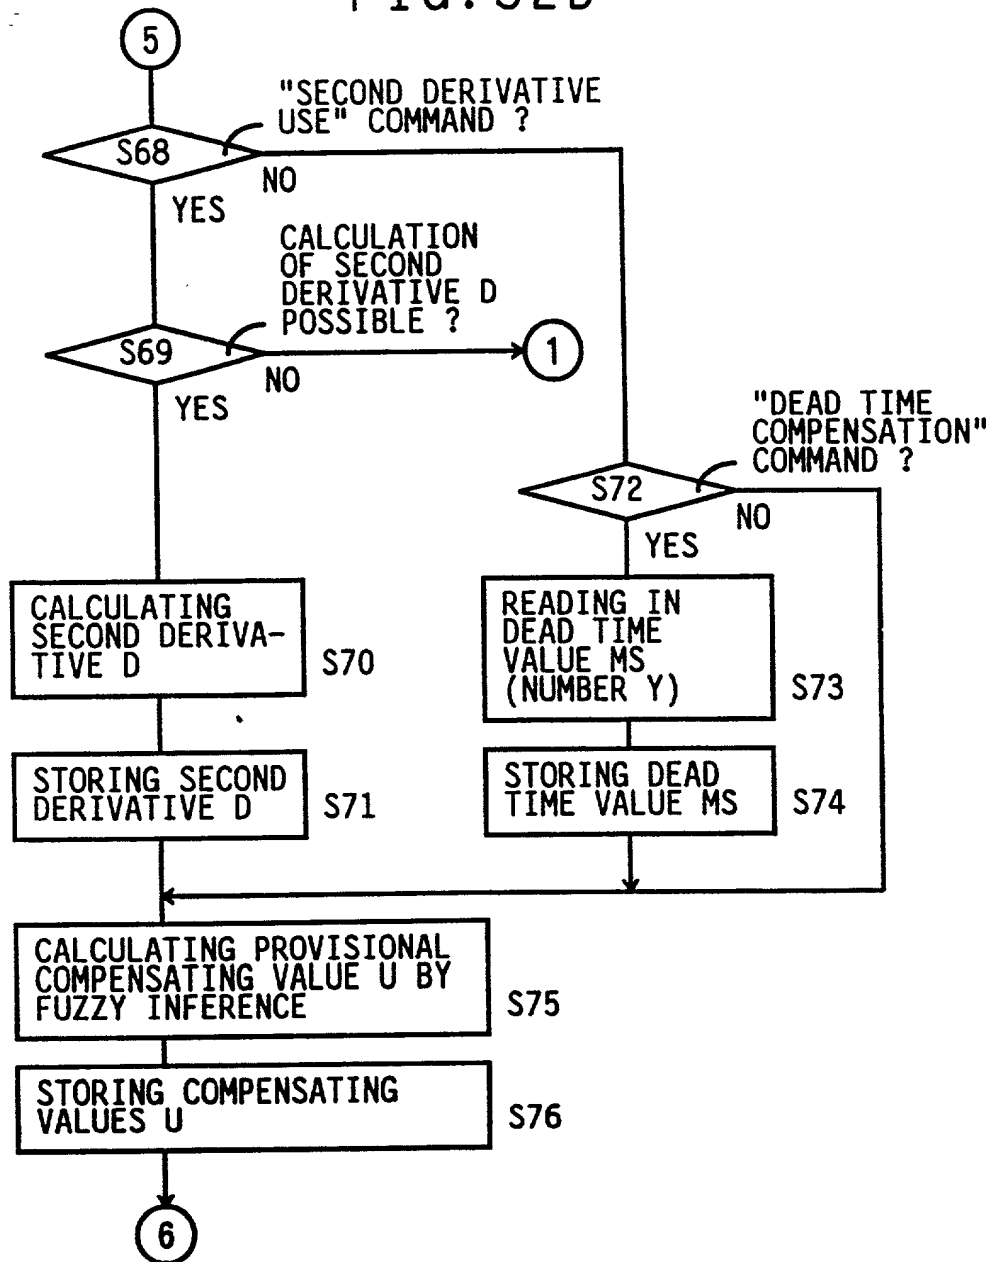 FIG. 32B
5
"SECOND DERIVATIVE
USE" COMMAND ?
S68
NO
YES
CALCULATION
OF SECOND
DERIVATIVE D
POSSIBLE ?
S69
NO
YES
1
"DEAD TIME
COMPENSATION"
COMMAND ?
S72
NO
YES
CALCULATING
SECOND DERIVA-
TIVE D
S70
READING IN
DEAD TIME
VALUE MS
(NUMBER Y)
S73
STORING SECOND
DERIVATIVE D
S71
STORING DEAD
TIME VALUE MS
S74
CALCULATING PROVISIONAL
COMPENSATING VALUE U BY
FUZZY INFERENCE
S75
STORING COMPENSATING
VALUES U
S76
6